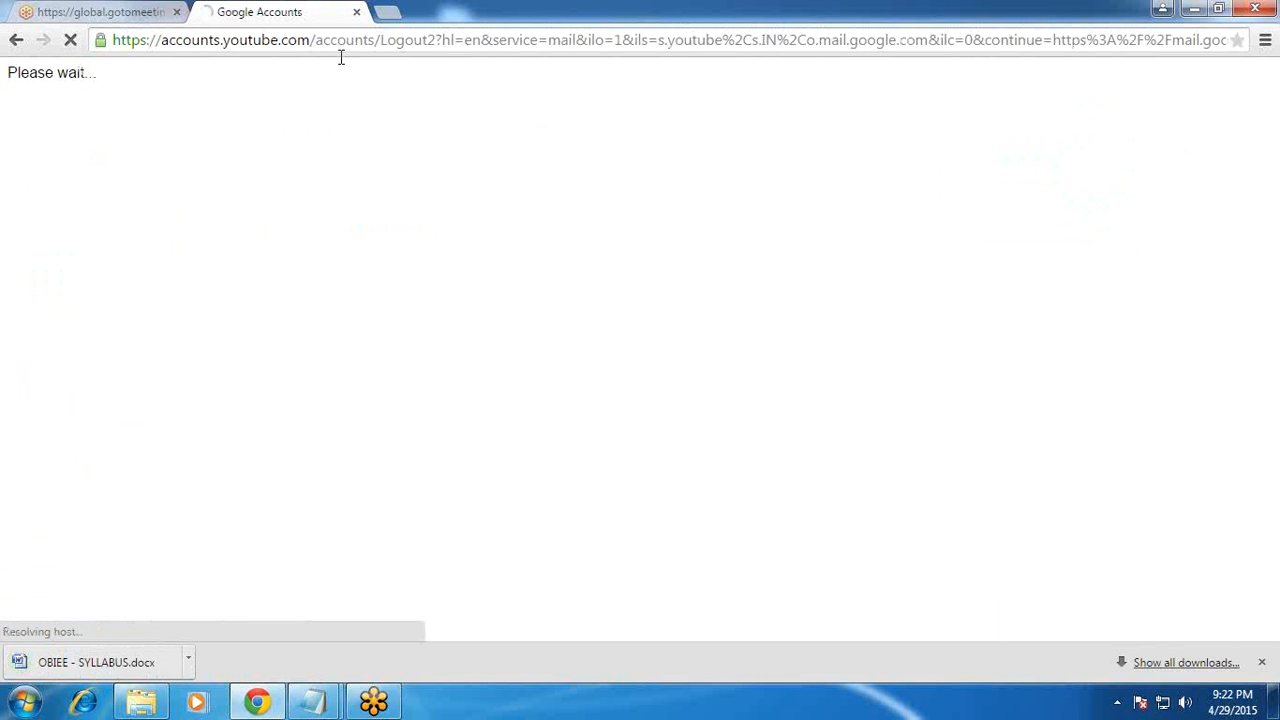 https://global.gotomeetin
Google Accounts
https://accounts.youtube.com/accounts/Logout2?hl=en&service=mail&ilo=1&ils=s.youtube%2Cs.IN%2Co.mail.google.com&ilc=0&continue=https%3A%2F%2Fmail.goc
Please wait...
Resolving host...
OBIEE - SYLLABUS.docx
Show all downloads...
9:22 PM
4/29/2015